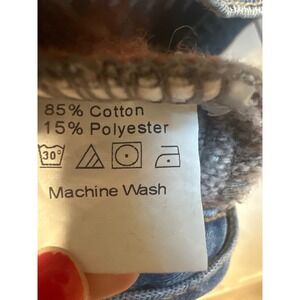 85% Cotton
15% Polyester
30°
Machine Wash